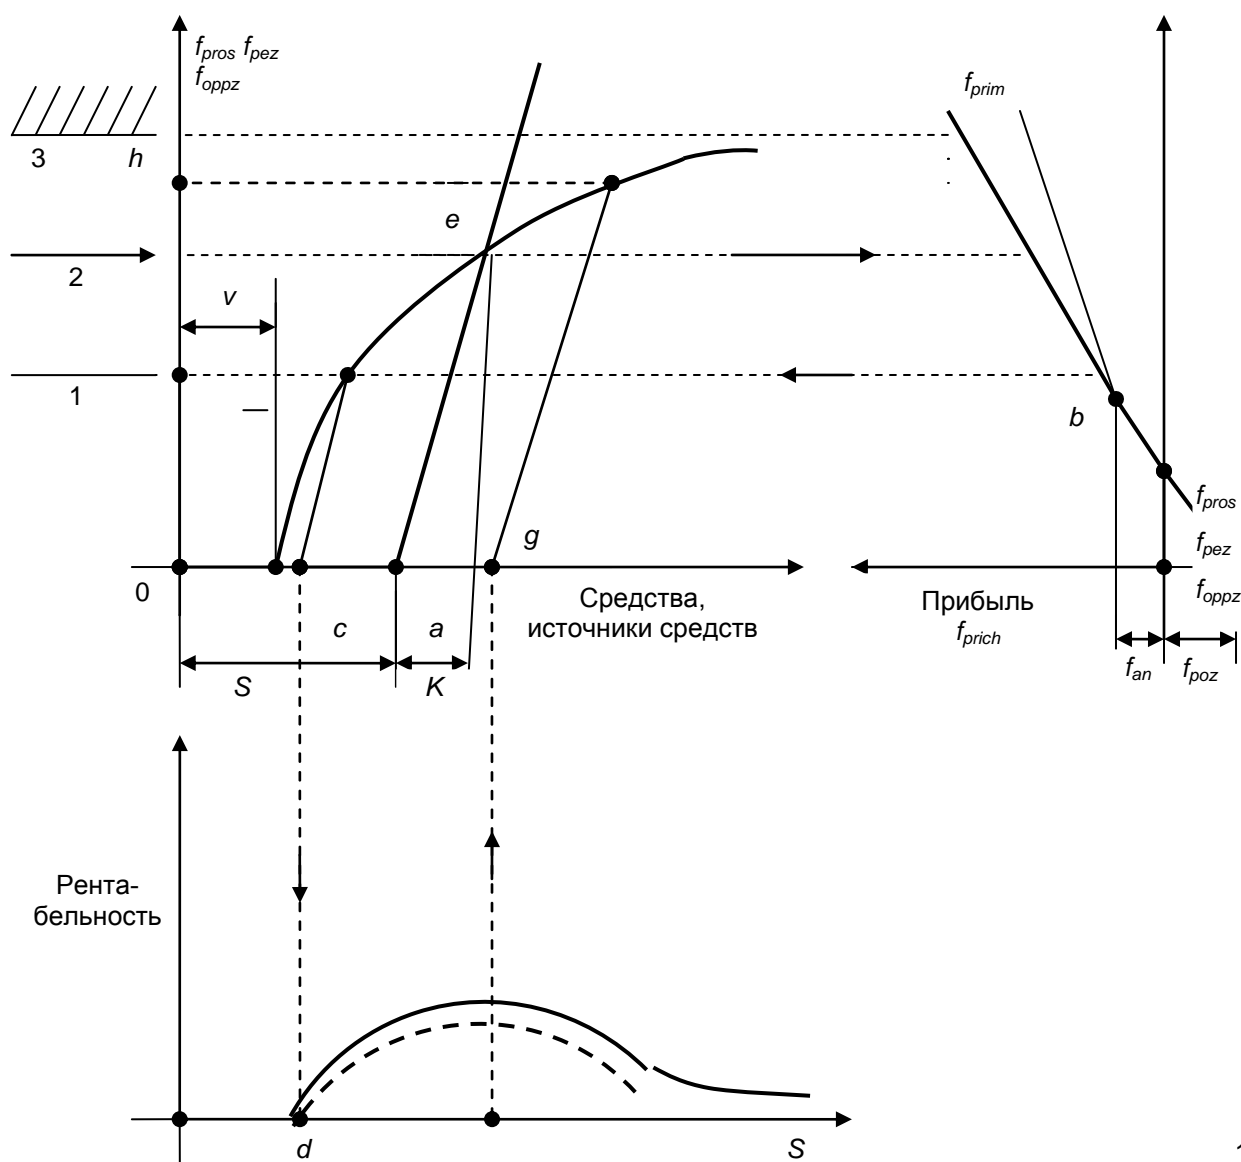 f_pros f_pez
f_oppz
f_prim
3 h
e
2
v
1
b
g
f_pros
f_pez
f_oppz
0
Средства,
источники средств
Прибыль
f_prich
c a
S K
f_an f_poz
Рента-
бельность
d S